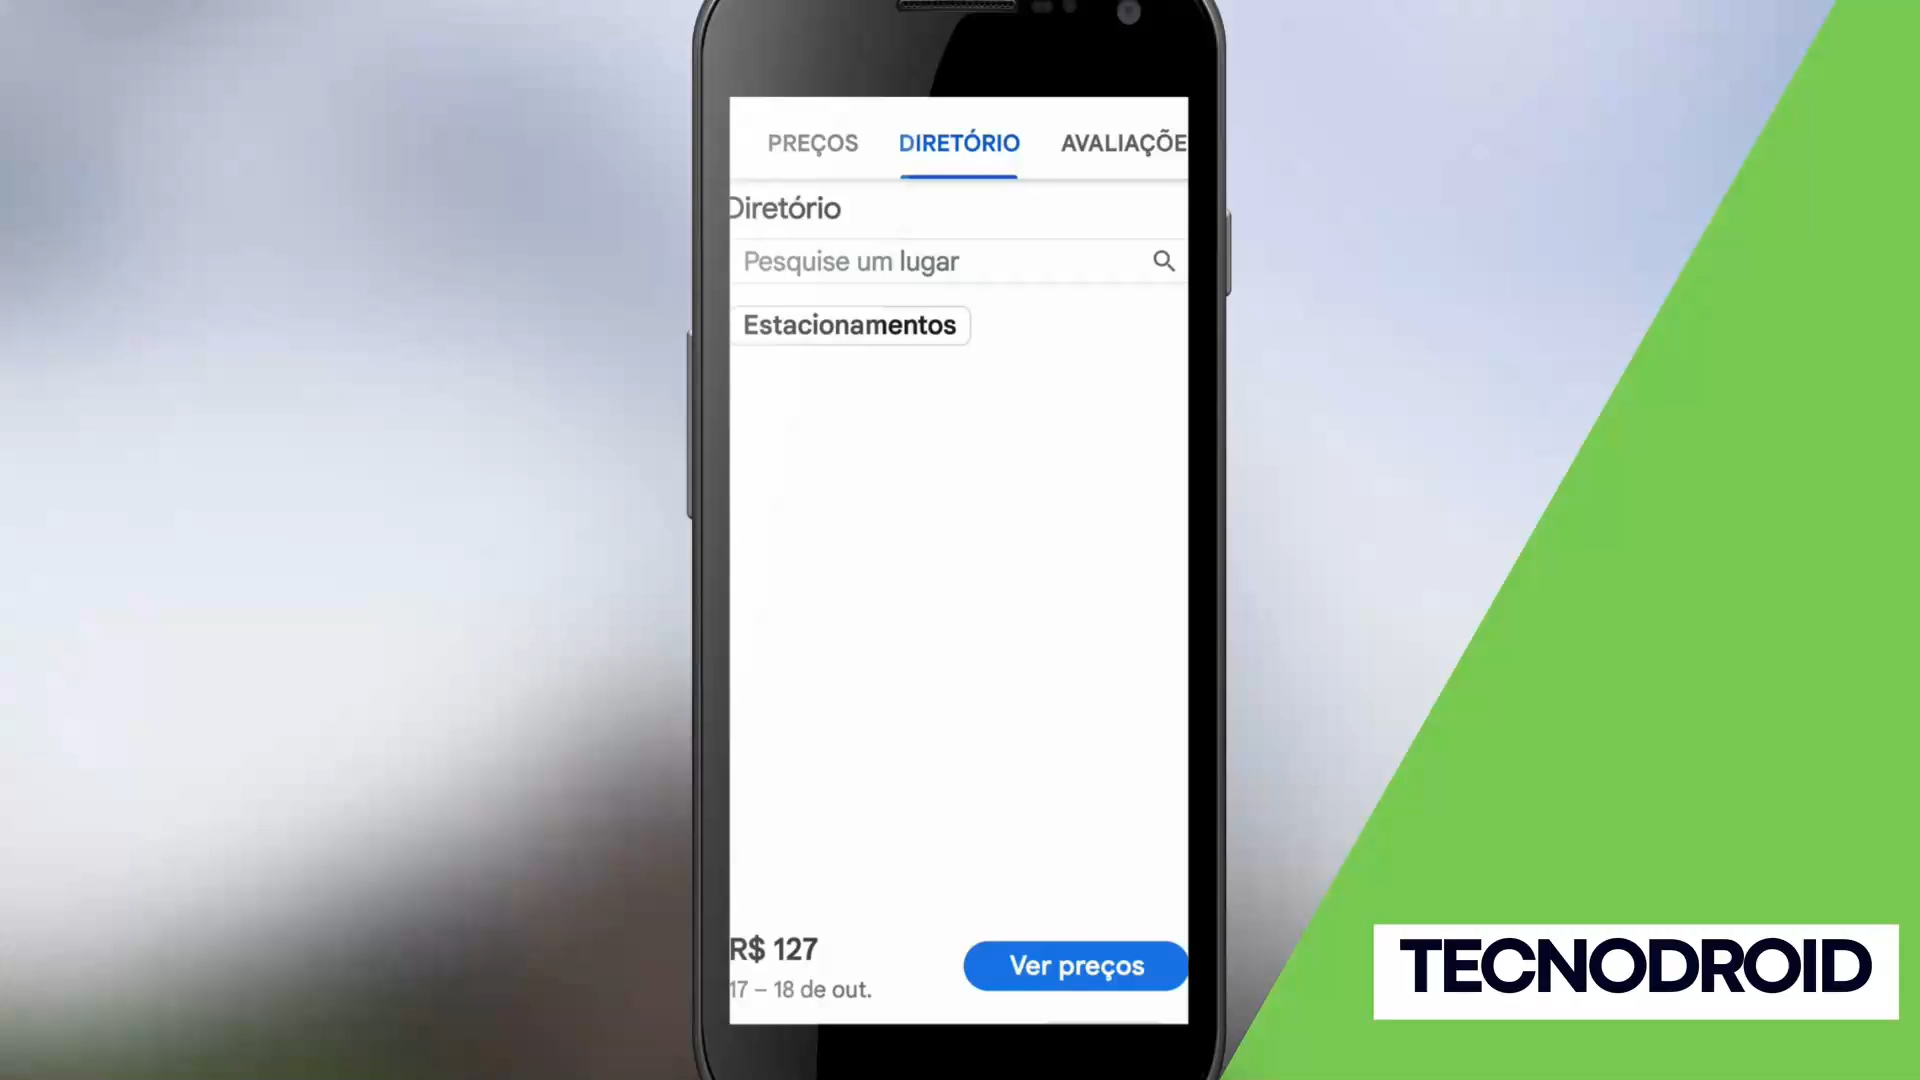 PREÇOS DIRETÓRIO AVALIAÇÕE
Diretório
Pesquise um lugar
Estacionamentos
R$ 127
Ver preços
17 – 18 de out.
TECNODROID